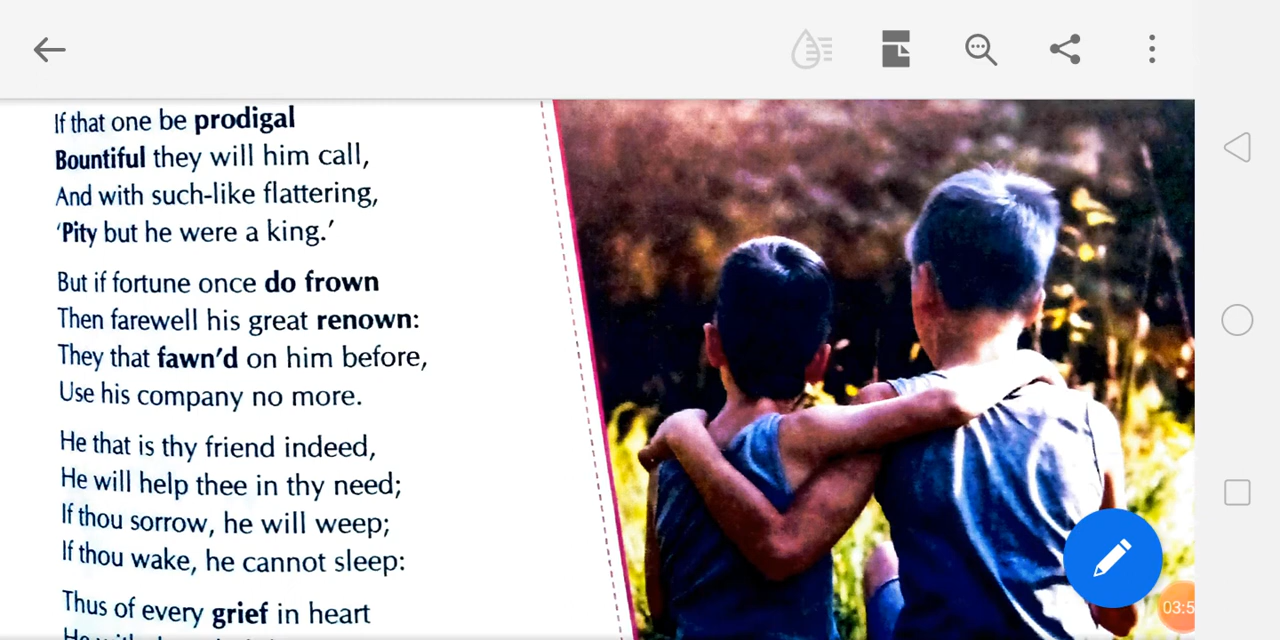 If that one be prodigal
Bountiful they will him call,
And with such-like flattering,
‘Pity but he were a king.’
But if fortune once do frown
Then farewell his great renown:
They that fawn’d on him before,
Use his company no more.
He that is thy friend indeed,
He will help thee in thy need;
If thou sorrow, he will weep;
If thou wake, he cannot sleep:
Thus of every grief in heart
He
03:5